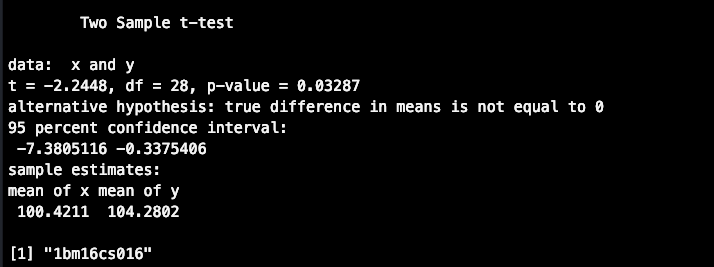 Two Sample t-test
data:  x and y
t = -2.2448, df = 28, p-value = 0.03287
alternative hypothesis: true difference in means is not equal to 0
95 percent confidence interval:
 -7.3805116 -0.3375406
sample estimates:
mean of x mean of y
 100.4211  104.2802
[1] "1bm16cs016"